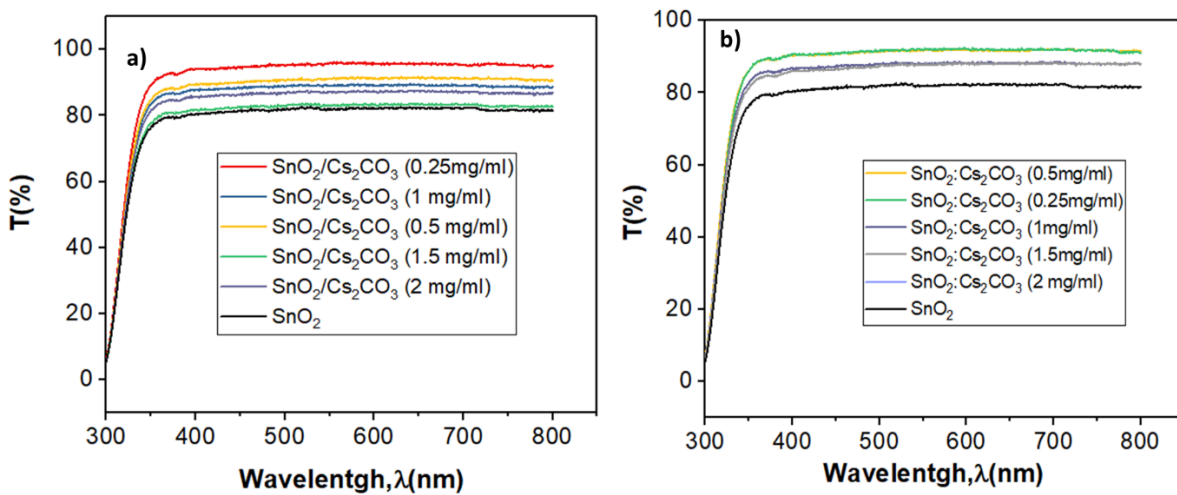 a)
T(%)
100
80
60
40
20
0
SnO₂/Cs₂CO₃ (0.25mg/ml)
SnO₂/Cs₂CO₃ (1 mg/ml)
SnO₂/Cs₂CO₃ (0.5 mg/ml)
SnO₂/Cs₂CO₃ (1.5 mg/ml)
SnO₂/Cs₂CO₃ (2 mg/ml)
SnO₂
300 400 500 600 700 800
Wavelentgh,λ(nm)
b)
T(%)
100
80
60
40
20
0
SnO₂:Cs₂CO₃ (0.5mg/ml)
SnO₂:Cs₂CO₃ (0.25mg/ml)
SnO₂:Cs₂CO₃ (1mg/ml)
SnO₂:Cs₂CO₃ (1.5mg/ml)
SnO₂:Cs₂CO₃ (2 mg/ml)
SnO₂
300 400 500 600 700 800
Wavelentgh,λ(nm)